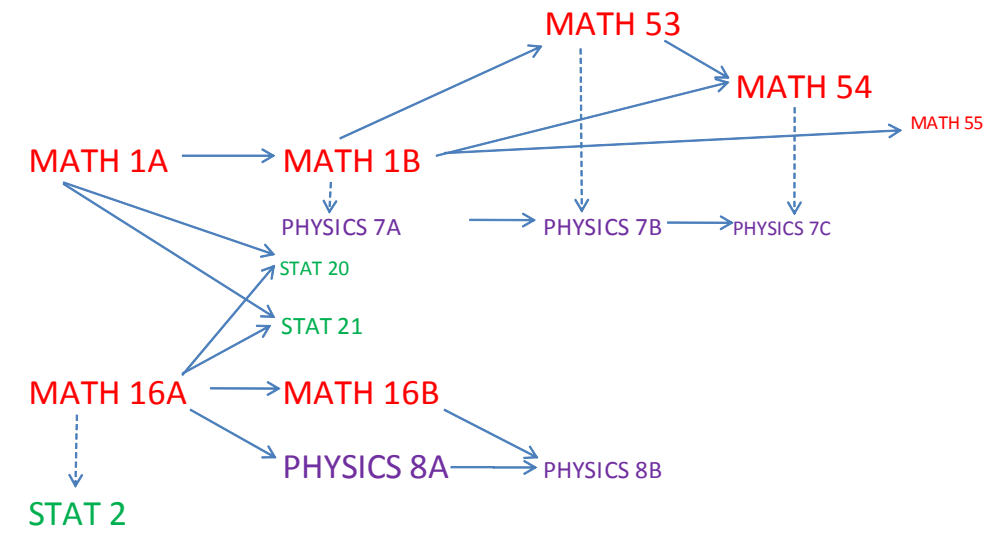 MATH 53
MATH 54
MATH 55
MATH 1A
MATH 1B
PHYSICS 7A
PHYSICS 7B
PHYSICS 7C
STAT 20
STAT 21
MATH 16A
MATH 16B
PHYSICS 8A
PHYSICS 8B
STAT 2